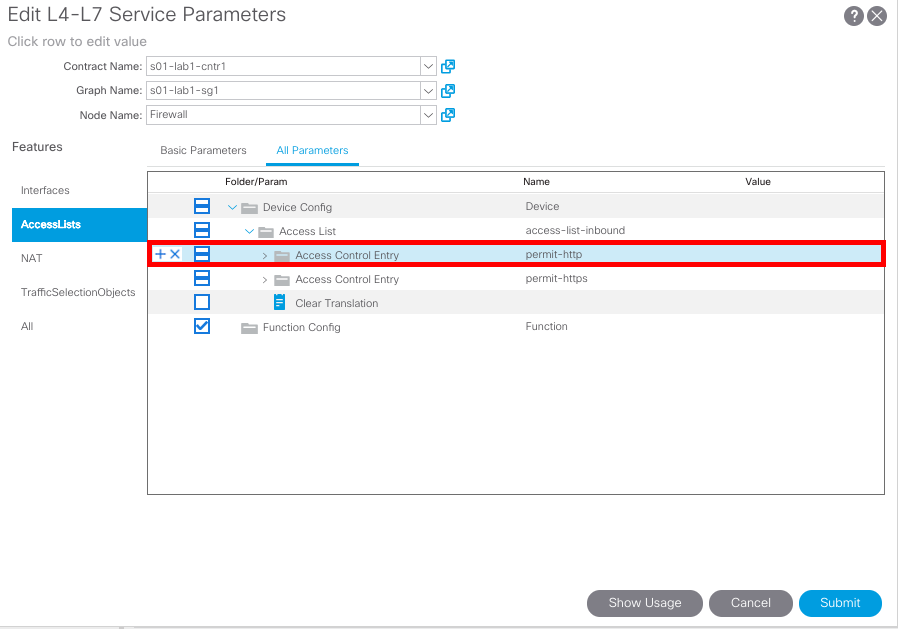 Edit L4-L7 Service Parameters
?
Click row to edit value
Contract Name: s01-lab1-cntr1
Graph Name: s01-lab1-sg1
Node Name: Firewall
Features
Basic Parameters All Parameters
Interfaces
AccessLists
NAT
TrafficSelectionObjects
All
Folder/Param Name Value
Device Config Device
Access List access-list-inbound
Access Control Entry permit-http
Access Control Entry permit-https
Clear Translation
Function Config Function
Show Usage Cancel Submit